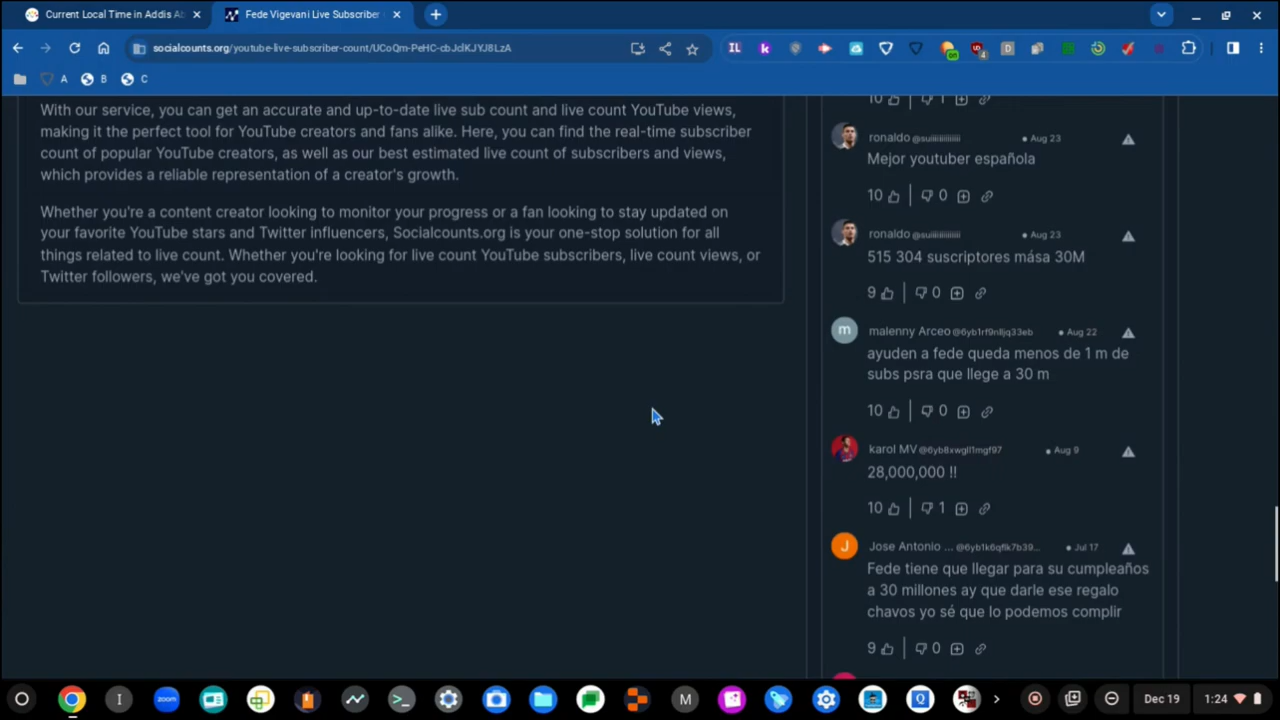 Current Local Time in Addis Ab
Fede Vigevani Live Subscriber
socialcounts.org/youtube-live-subscriber-count/UCoQm-PeHC-cbJclKJYJ8LzA
A
B
C
With our service, you can get an accurate and up-to-date live sub count and live count YouTube views,
making it the perfect tool for YouTube creators and fans alike. Here, you can find the real-time subscriber
count of popular YouTube creators, as well as our best estimated live count of subscribers and views,
which provides a reliable representation of a creator's growth.
Whether you're a content creator looking to monitor your progress or a fan looking to stay updated on
your favorite YouTube stars and Twitter influencers, Socialcounts.org is your one-stop solution for all
things related to live count. Whether you're looking for live count YouTube subscribers, live count views, or
Twitter followers, we've got you covered.
10 1
ronaldo • Aug 23
Mejor youtuber española
10 0
ronaldo • Aug 23
515 304 suscriptores mása 30M
9 0
m
malenny Arceo @6yb1rf9nlljq33eb • Aug 22
ayuden a fede queda menos de 1 m de
subs psra que llege a 30 m
10 0
karol MV @6yb8xwgll1mgf97 • Aug 9
28,000,000 !!
10 1
J
Jose Antonio ... @6yb1k6qflk7b39... • Jul 17
Fede tiene que llegar para su cumpleaños
a 30 millones ay que darle ese regalo
chavos yo sé que lo podemos complir
9 0
I
zoom
M
Q
Dec 19
1:24